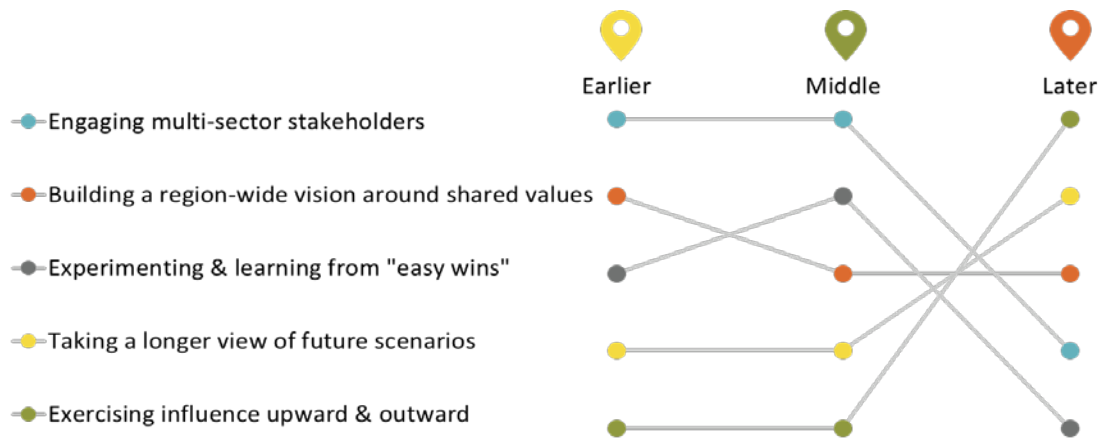 Earlier
Middle
Later
Engaging multi-sector stakeholders
Building a region-wide vision around shared values
Experimenting & learning from "easy wins"
Taking a longer view of future scenarios
Exercising influence upward & outward